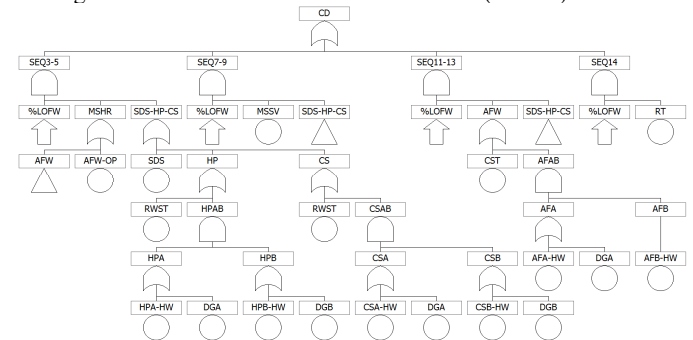 CD
SEQ3-5 SEQ7-9 SEQ11-13 SEQ14
%LOFW MSHR SDS-HP-CS %LOFW MSSV SDS-HP-CS %LOFW AFW SDS-HP-CS %LOFW RT
AFW AFW-OP SDS HP CS CST AFAB
RWST HPAB RWST CSAB AFA AFB
HPA HPB CSA CSB AFA-HW DGA AFB-HW
HPA-HW DGA HPB-HW DGB CSA-HW DGA CSB-HW DGB